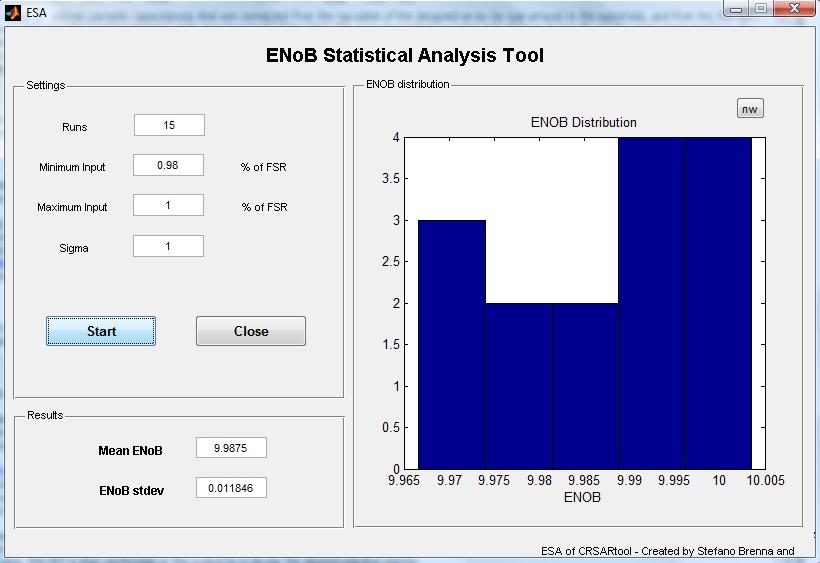 ESA
ENoB Statistical Analysis Tool
Settings
Runs 15
Minimum Input 0.98 % of FSR
Maximum Input 1 % of FSR
Sigma 1
Start Close
Results
Mean ENoB 9.9875
ENoB stdev 0.011846
ENOB distribution
nw
ENOB Distribution
4
3.5
3
2.5
2
1.5
1
0.5
0
9.965 9.97 9.975 9.98 9.985 9.99 9.995 10 10.005
ENOB
ESA of CRSARtool - Created by Stefano Brenna and